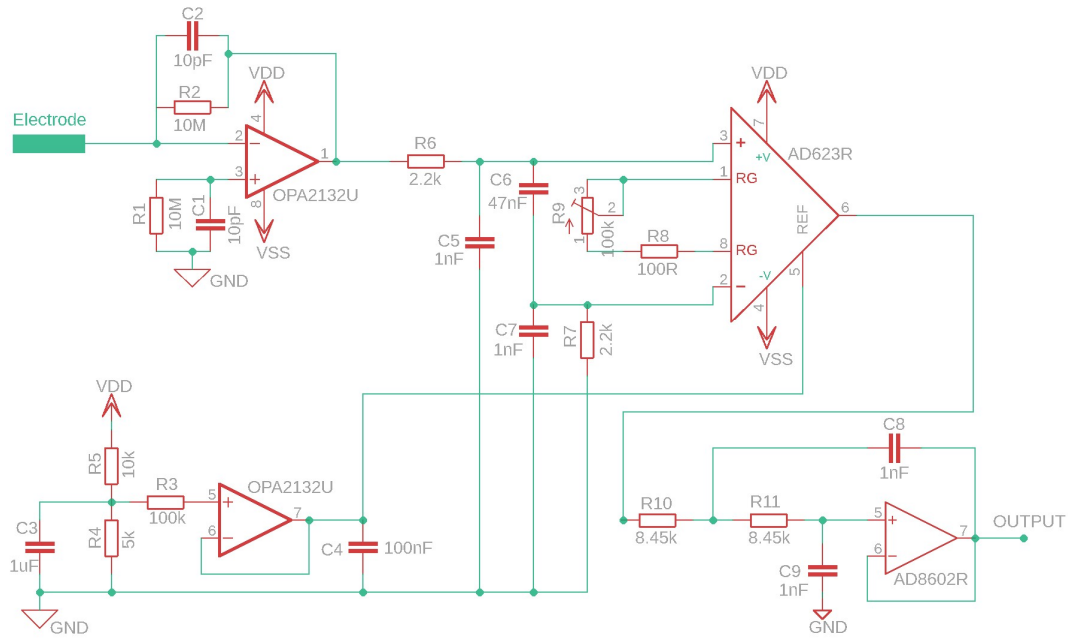 C2
10pF
R2
10M
VDD
4
Electrode
2
3
8
1
OPA2132U
VSS
R1
10M
C1
10pF
GND
R6
2.2k
C5
1nF
C6
47nF
R9
3
2
1
100k
R8
100R
C7
1nF
R7
2.2k
VDD
7
3
+V
AD623R
1
RG
8
RG
2
REF
6
5
-V
4
VSS
VDD
R5
10k
R3
100k
R4
5k
C3
1uF
GND
OPA2132U
5
6
7
C4
100nF
C8
1nF
R10
8.45k
R11
8.45k
C9
1nF
GND
5
6
7
AD8602R
OUTPUT